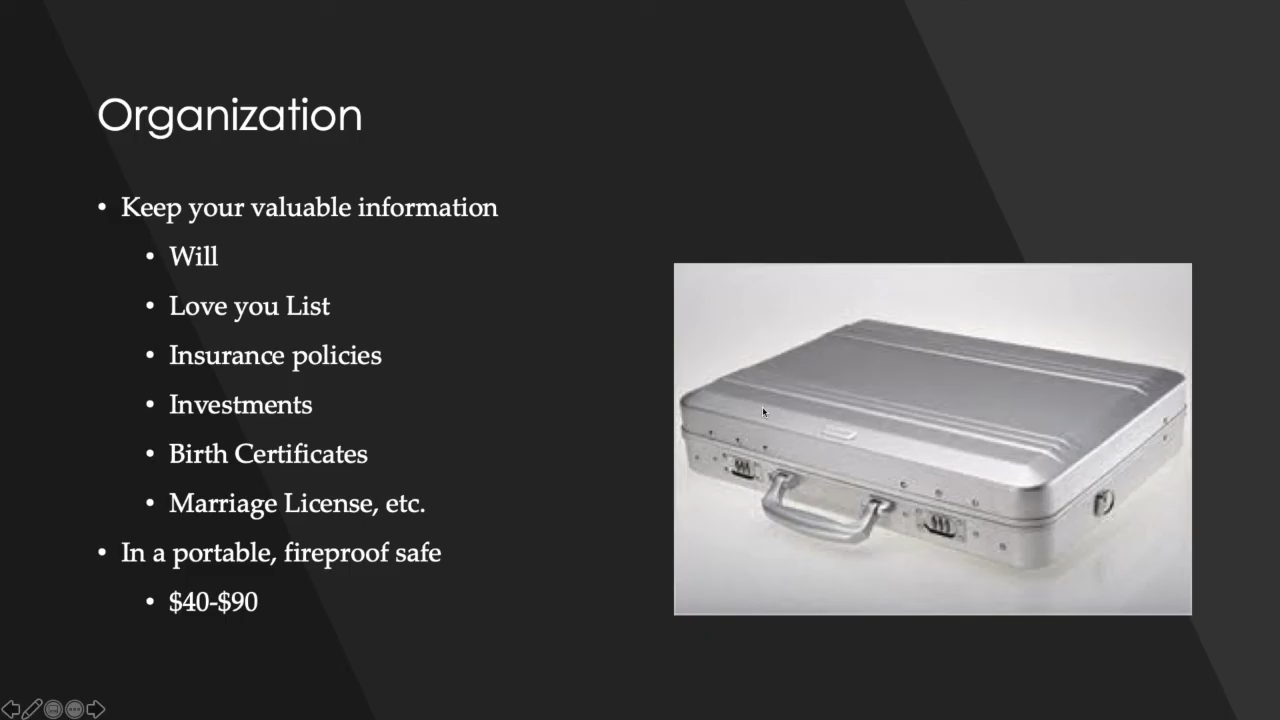 Organization
• Keep your valuable information
• Will
• Love you List
• Insurance policies
• Investments
• Birth Certificates
• Marriage License, etc.
• In a portable, fireproof safe
• $40-$90